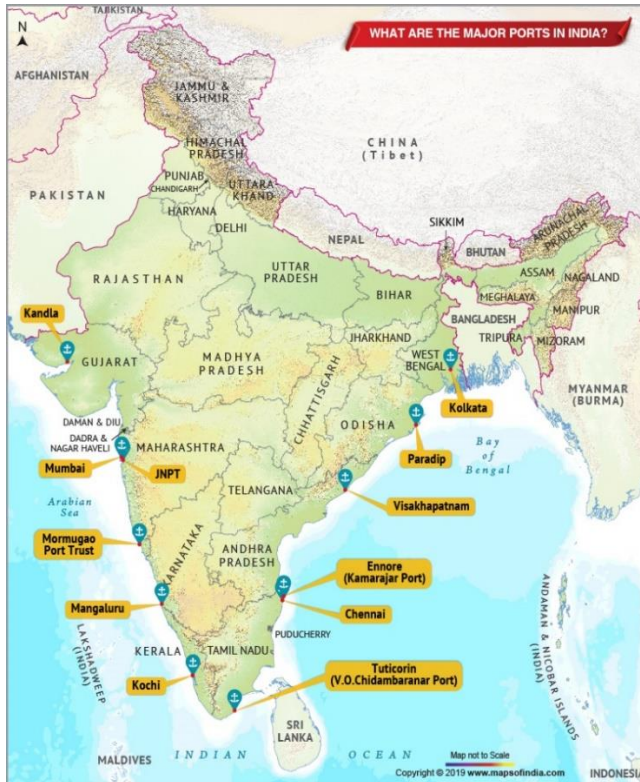 WHAT ARE THE MAJOR PORTS IN INDIA?
N
TAJIKISTAN
AFGHANISTAN
JAMMU &
KASHMIR
CHINA
(Tibet)
HIMACHAL
PRADESH
PUNJAB
CHANDIGARH
UTTARA-
KHAND
PAKISTAN
HARYANA
DELHI
NEPAL
SIKKIM
BHUTAN
ARUNACHAL
PRADESH
RAJASTHAN
UTTAR
PRADESH
ASSAM
NAGALAND
BIHAR
MEGHALAYA
MANIPUR
Kandla
BANGLADESH
TRIPURA
MIZORAM
GUJARAT
MADHYA
PRADESH
JHARKHAND
WEST
BENGAL
CHHATTISGARH
MYANMAR
(BURMA)
Kolkata
DAMAN & DIU
DADRA &
NAGAR HAVELI
ODISHA
Paradip
Bay
of
Bengal
MAHARASHTRA
Mumbai
JNPT
TELANGANA
Visakhapatnam
Arabian
Sea
Mormugao
Port Trust
KARNATAKA
ANDHRA
PRADESH
Ennore
(Kamarajar Port)
Mangaluru
Chennai
ANDAMAN & NICOBAR ISLANDS
(INDIA)
LAKSHADWEEP
(INDIA)
PUDUCHERRY
KERALA
TAMIL NADU
Kochi
Tuticorin
(V.O.Chidambaranar Port)
SRI
LANKA
MALDIVES
INDIAN OCEAN
Map not to Scale
Copyright © 2019 www.mapsofindia.com
INDONESIA